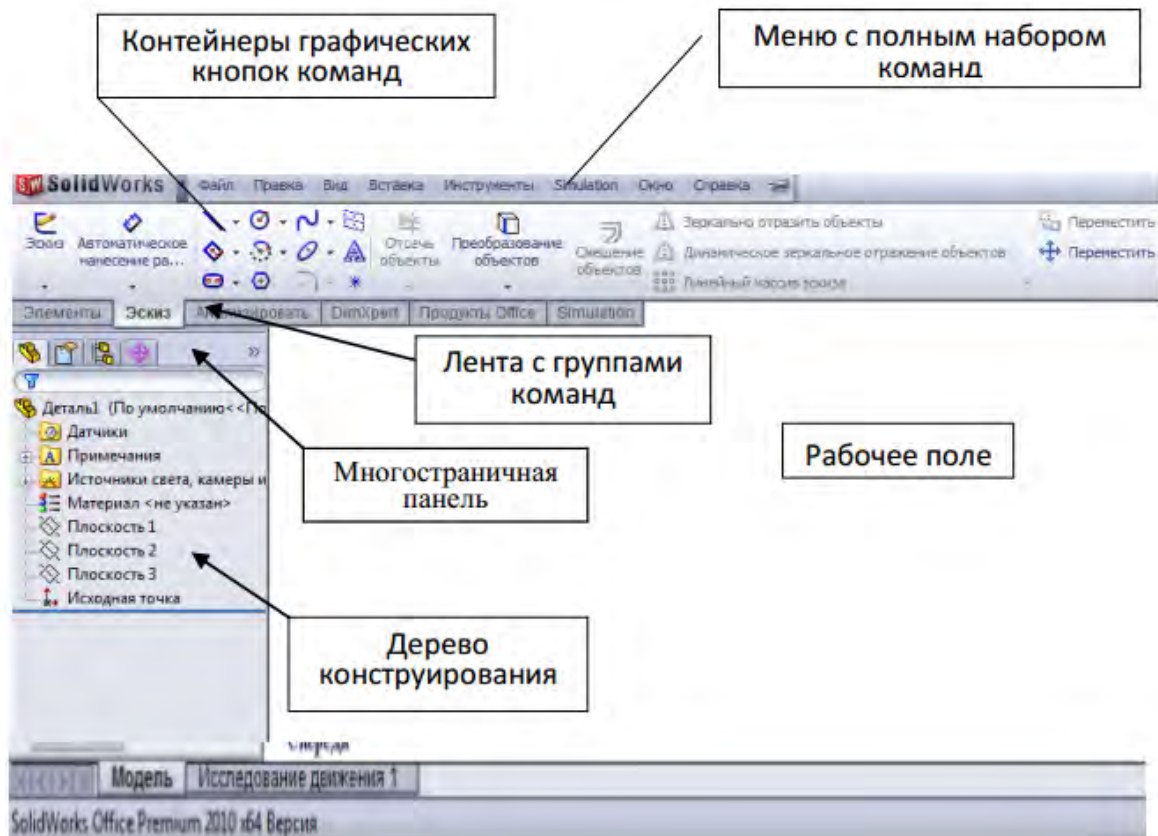 Контейнеры графических
кнопок команд
Меню с полным набором
команд
SolidWorks Файл Правка Вид Вставка Инструменты Simulation Окно Справка
Эскиз
Автоматическое
нанесение ра...
Отсечь
объекты
Преобразование
объектов
Смещение
объектов
Зеркально отразить объекты
Динамическое зеркальное отражение объектов
Линейный массив эскиза
Переместить
Переместить
Элементы Эскиз Анализировать DimXpert Продукты Office Simulation
Лента с группами
команд
Деталь1 (По умолчанию<<По
Датчики
Примечания
Источники света, камеры и
Материал <не указан>
Плоскость 1
Плоскость 2
Плоскость 3
Исходная точка
Многостраничная
панель
Рабочее поле
Дерево
конструирования
Спереди
Модель Исследование движения 1
SolidWorks Office Premium 2010 x64 Версия